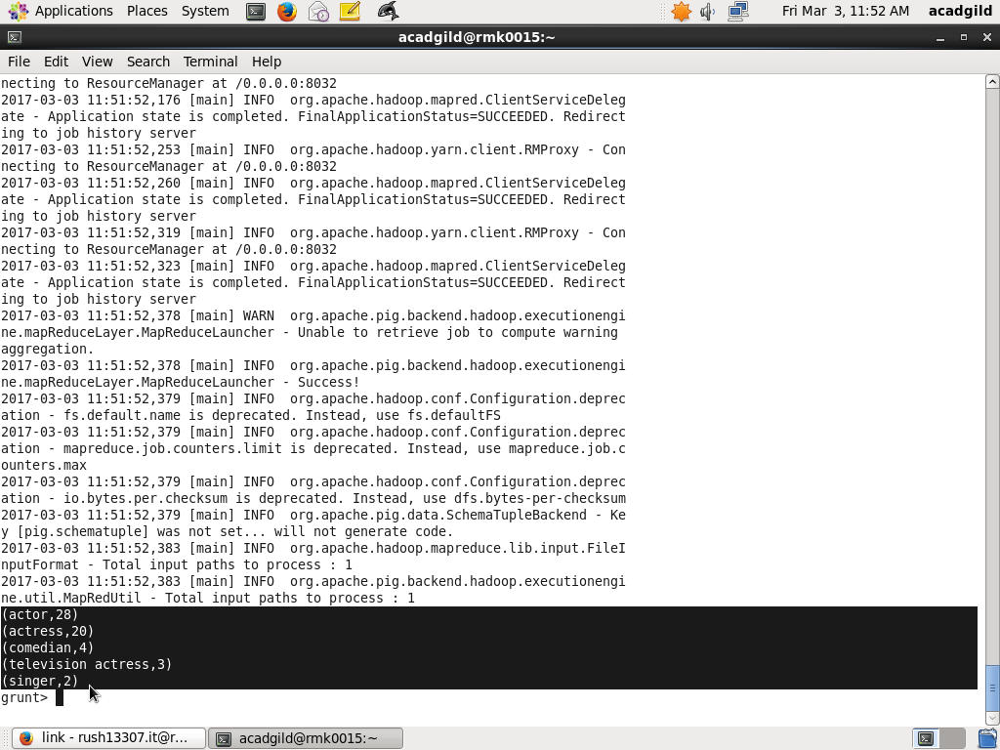 Applications Places System Fri Mar 3, 11:52 AM acadgild
acadgild@rmk0015:~
File Edit View Search Terminal Help
necting to ResourceManager at /0.0.0.0:8032
2017-03-03 11:51:52,176 [main] INFO  org.apache.hadoop.mapred.ClientServiceDeleg
ate - Application state is completed. FinalApplicationStatus=SUCCEEDED. Redirect
ing to job history server
2017-03-03 11:51:52,253 [main] INFO  org.apache.hadoop.yarn.client.RMProxy - Con
necting to ResourceManager at /0.0.0.0:8032
2017-03-03 11:51:52,260 [main] INFO  org.apache.hadoop.mapred.ClientServiceDeleg
ate - Application state is completed. FinalApplicationStatus=SUCCEEDED. Redirect
ing to job history server
2017-03-03 11:51:52,319 [main] INFO  org.apache.hadoop.yarn.client.RMProxy - Con
necting to ResourceManager at /0.0.0.0:8032
2017-03-03 11:51:52,323 [main] INFO  org.apache.hadoop.mapred.ClientServiceDeleg
ate - Application state is completed. FinalApplicationStatus=SUCCEEDED. Redirect
ing to job history server
2017-03-03 11:51:52,378 [main] WARN  org.apache.pig.backend.hadoop.executionengi
ne.mapReduceLayer.MapReduceLauncher - Unable to retrieve job to compute warning
aggregation.
2017-03-03 11:51:52,378 [main] INFO  org.apache.pig.backend.hadoop.executionengi
ne.mapReduceLayer.MapReduceLauncher - Success!
2017-03-03 11:51:52,379 [main] INFO  org.apache.hadoop.conf.Configuration.deprec
ation - fs.default.name is deprecated. Instead, use fs.defaultFS
2017-03-03 11:51:52,379 [main] INFO  org.apache.hadoop.conf.Configuration.deprec
ation - mapreduce.job.counters.limit is deprecated. Instead, use mapreduce.job.c
ounters.max
2017-03-03 11:51:52,379 [main] INFO  org.apache.hadoop.conf.Configuration.deprec
ation - io.bytes.per.checksum is deprecated. Instead, use dfs.bytes-per-checksum
2017-03-03 11:51:52,379 [main] INFO  org.apache.pig.data.SchemaTupleBackend - Ke
y [pig.schematuple] was not set... will not generate code.
2017-03-03 11:51:52,383 [main] INFO  org.apache.hadoop.mapreduce.lib.input.FileI
nputFormat - Total input paths to process : 1
2017-03-03 11:51:52,383 [main] INFO  org.apache.pig.backend.hadoop.executionengi
ne.util.MapRedUtil - Total input paths to process : 1
(actor,28)
(actress,20)
(comedian,4)
(television actress,3)
(singer,2)
grunt>
link - rush13307.it@r... acadgild@rmk0015:~